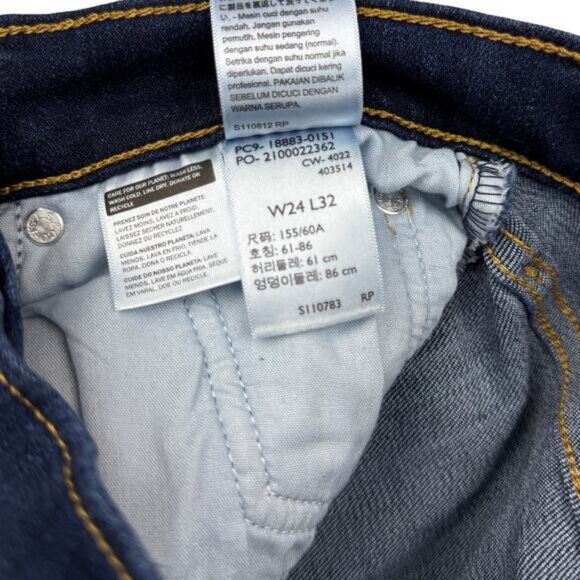 - Mesin cuci dengan suhu
rendah. Jangan gunakan
pemutih. Mesin pengering
dengan suhu sedang (normal).
Setrika dengan suhu sedang jika
diperlukan. Dapat dicuci kering
profesional. PAKAIAN DIBALIK
SEBELUM DICUCI DENGAN
WARNA SERUPA.
S110812 RP
PC9- 18883-0151
PO- 2100022362
CW- 4022
403514
W24 L32
尺码: 155/60A
호칭: 61-86
허리둘레: 61 cm
엉덩이둘레: 86 cm
S110783 RP
CARE FOR OUR PLANET: WASH LESS,
WASH COLD, LINE DRY, DONATE OR
RECYCLE
PRENEZ SOIN DE NOTRE PLANÈTE:
LAVEZ MOINS, LAVEZ A FROID,
LAISSEZ SÉCHER NATURELLEMENT,
DONNEZ OU RECYCLEZ
CUIDA NUESTRO PLANETA: LAVA
MENOS, LAVA EN FRIO, TIENDE LA
ROPA, DONA O RECICLA.
CUIDE DO NOSSO PLANETA: LAVE
MENOS, LAVE EM ÁGUA FRIA, SEQUE
EM VARAL, DOE OU RECICLE